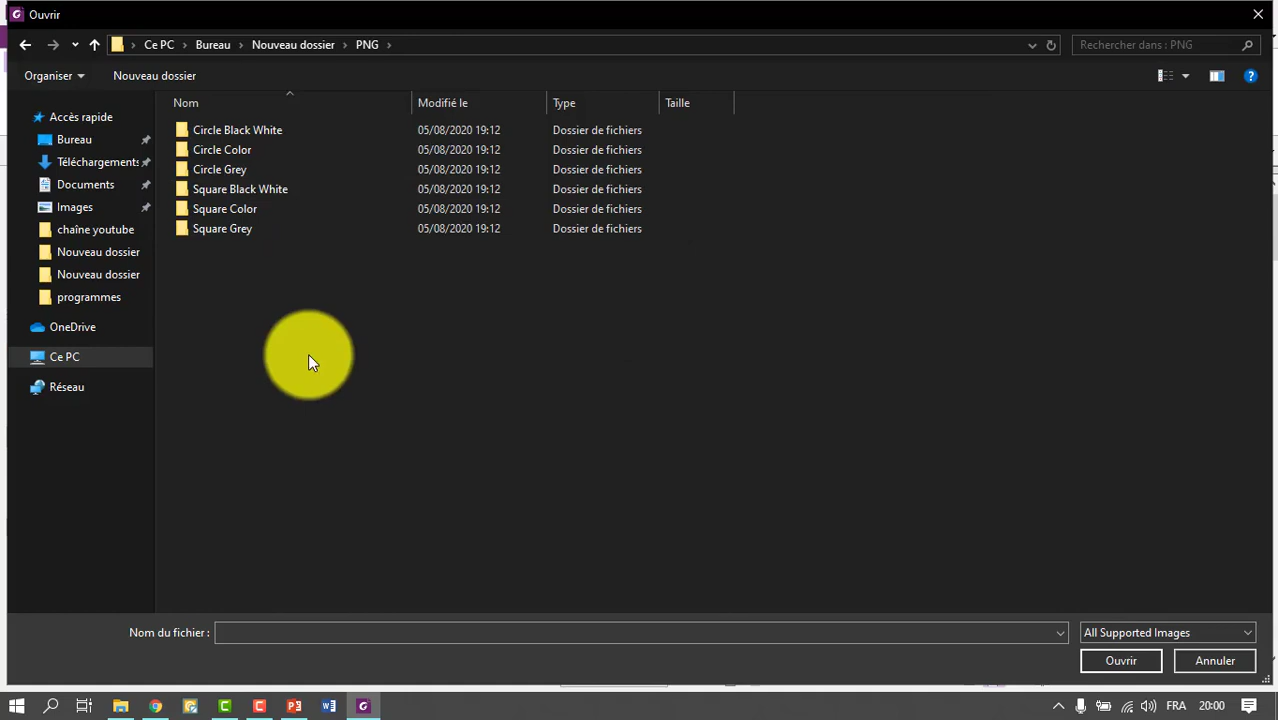 Ouvrir
Ce PC Bureau Nouveau dossier PNG
Rechercher dans : PNG
Organiser Nouveau dossier
Nom Modifié le Type Taille
Circle Black White 05/08/2020 19:12 Dossier de fichiers
Circle Color 05/08/2020 19:12 Dossier de fichiers
Circle Grey 05/08/2020 19:12 Dossier de fichiers
Square Black White 05/08/2020 19:12 Dossier de fichiers
Square Color 05/08/2020 19:12 Dossier de fichiers
Square Grey 05/08/2020 19:12 Dossier de fichiers
Accès rapide
Bureau
Téléchargements
Documents
Images
chaîne youtube
Nouveau dossier
Nouveau dossier
programmes
OneDrive
Ce PC
Réseau
Nom du fichier :
All Supported Images
Ouvrir Annuler
FRA 20:00